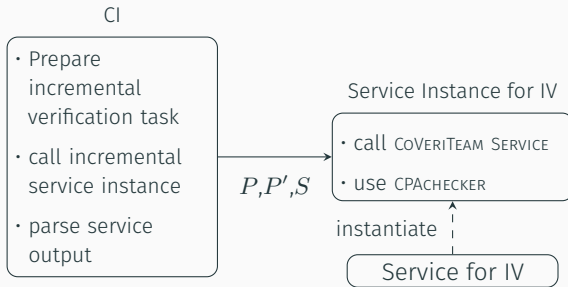 CI
· Prepare
incremental
verification task
· call incremental
service instance
· parse service
output
P,P′,S
Service Instance for IV
· call CoVeriTeam Service
· use CPAchecker
instantiate
Service for IV